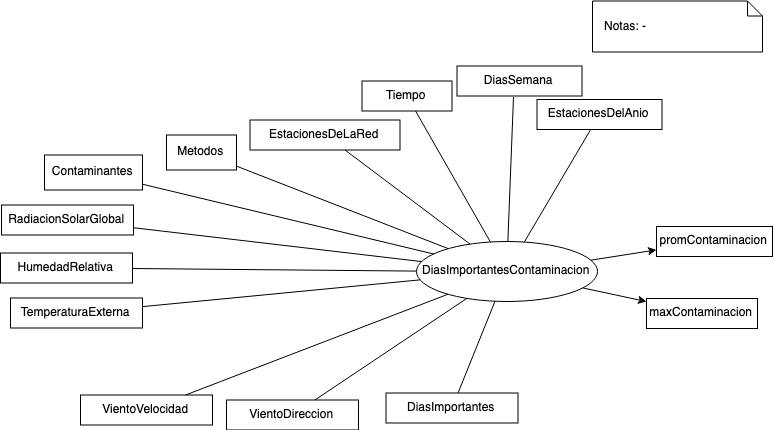 Notas: -
DiasSemana
Tiempo
EstacionesDelAnio
EstacionesDeLaRed
Metodos
Contaminantes
RadiacionSolarGlobal
promContaminacion
HumedadRelativa
DiasImportantesContaminacion
TemperaturaExterna
maxContaminacion
VientoVelocidad
VientoDireccion
DiasImportantes